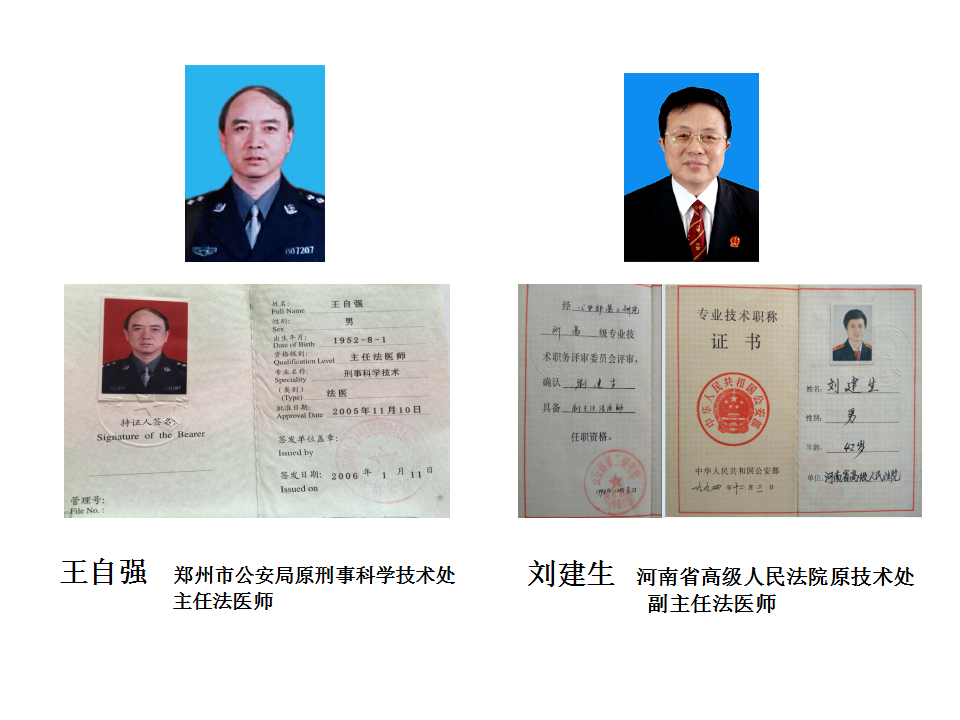 007207
姓名: 王自强
Full Name
性别: 男
Sex
出生年月: 1952-8-1
Date of Birth
资格级别: 主任法医师
Qualification Level
专业名称: 刑事科学技术
Speciality
(类别) 法医
(Type)
批准日期: 2005年11月10日
Approval Date
签发单位盖章:
Issued by
签发日期: 2006 年 1 月 11 日
Issued on
持证人签名:
Signature of the Bearer
管理号:
File No.:
经
级专业技
术职务评审委员会评审,
确认 刘建生
具备 副主任法医师
任职资格。
专业技术职称
证书
中华人民共和国公安部
中华人民共和国公安部
一九九四年十二月三日
姓名: 刘建生
性别: 男
年龄: 42岁
单位: 河南省高级人民法院
王自强 郑州市公安局原刑事科学技术处
主任法医师
刘建生 河南省高级人民法院原技术处
副主任法医师